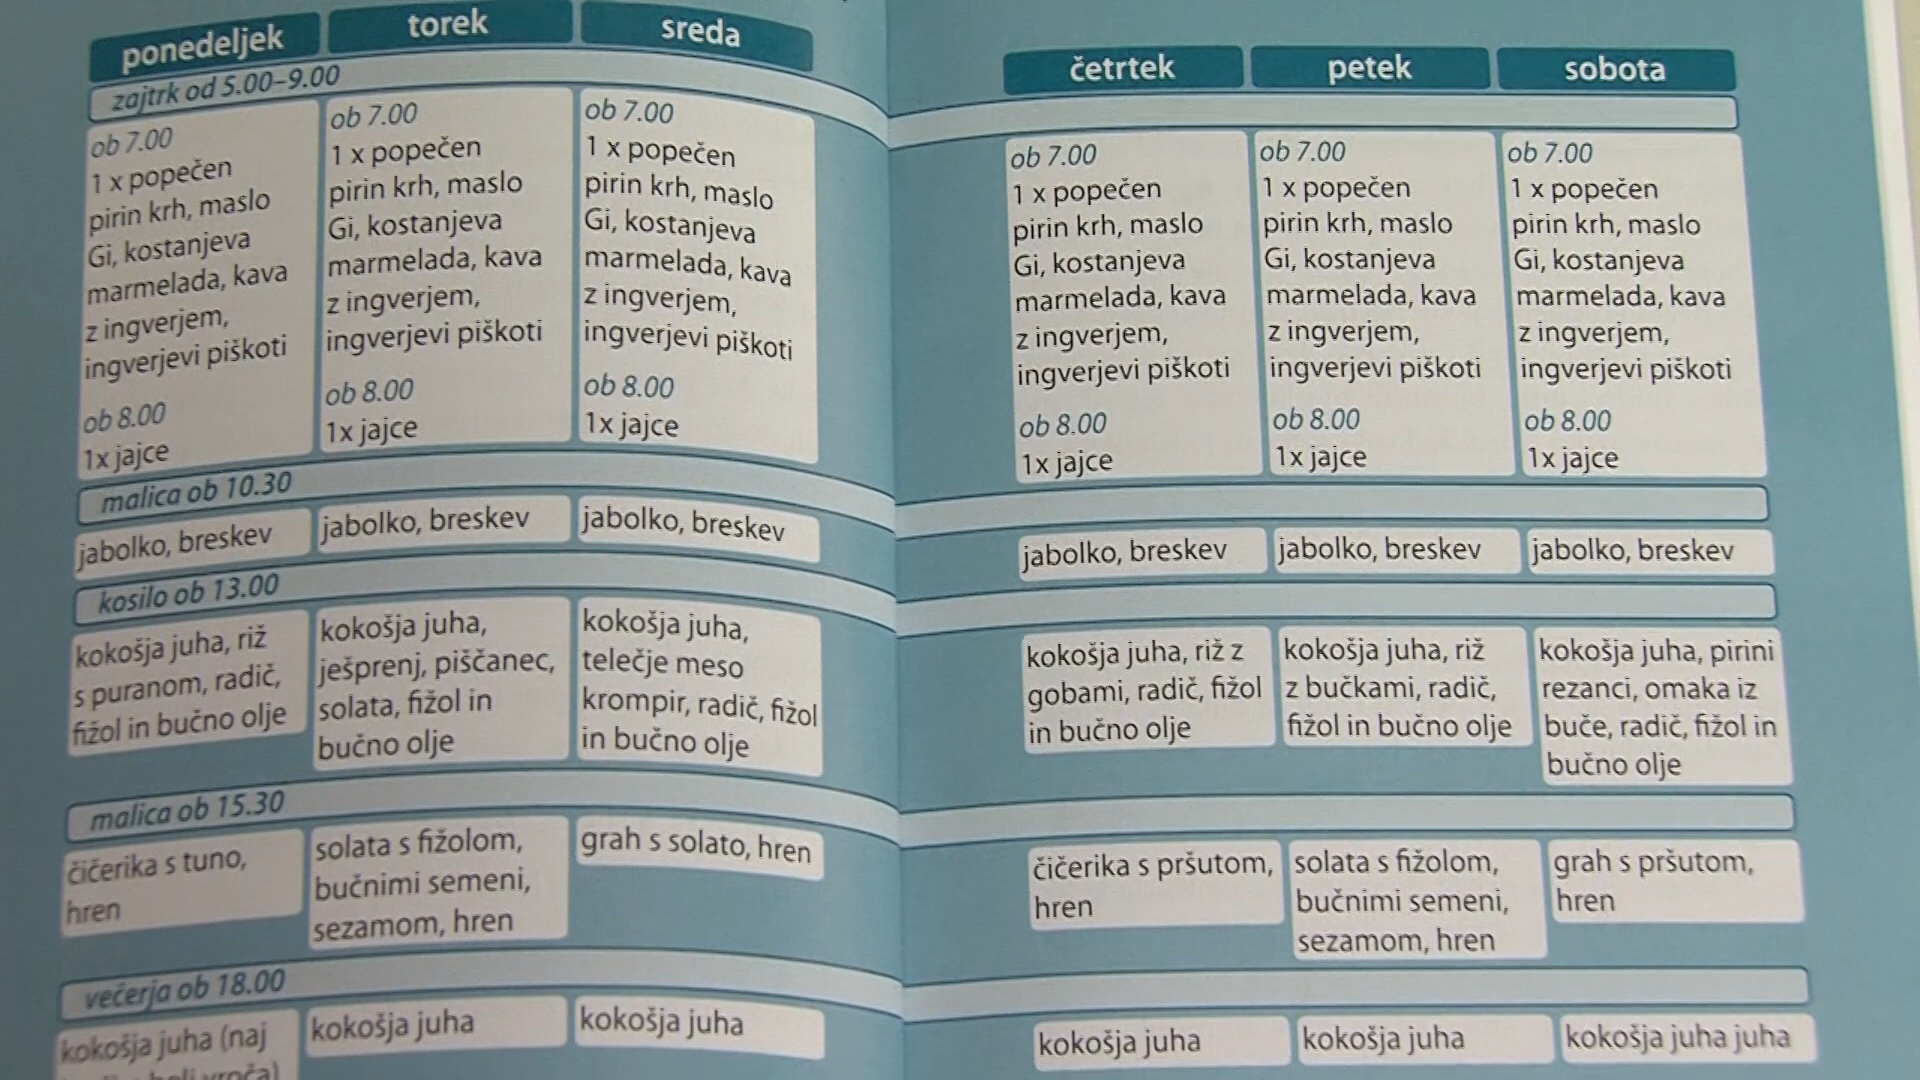 ponedeljek
torek
sreda
četrtek
petek
sobota
zajtrk od 5.00–9.00
ob 7.00
1 x popečen
pirin krh, maslo
Gi, kostanjeva
marmelada, kava
z ingverjem,
ingverjevi piškoti
ob 8.00
1x jajce
ob 7.00
1 x popečen
pirin krh, maslo
Gi, kostanjeva
marmelada, kava
z ingverjem,
ingverjevi piškoti
ob 8.00
1x jajce
ob 7.00
1 x popečen
pirin krh, maslo
Gi, kostanjeva
marmelada, kava
z ingverjem,
ingverjevi piškoti
ob 8.00
1x jajce
ob 7.00
1 x popečen
pirin krh, maslo
Gi, kostanjeva
marmelada, kava
z ingverjem,
ingverjevi piškoti
ob 8.00
1x jajce
ob 7.00
1 x popečen
pirin krh, maslo
Gi, kostanjeva
marmelada, kava
z ingverjem,
ingverjevi piškoti
ob 8.00
1x jajce
ob 7.00
1 x popečen
pirin krh, maslo
Gi, kostanjeva
marmelada, kava
z ingverjem,
ingverjevi piškoti
ob 8.00
1x jajce
malica ob 10.30
jabolko, breskev
jabolko, breskev
jabolko, breskev
jabolko, breskev
jabolko, breskev
jabolko, breskev
kosilo ob 13.00
kokošja juha, riž
s puranom, radič,
fižol in bučno olje
kokošja juha,
ješprenj, piščanec,
solata, fižol in
bučno olje
kokošja juha,
telečje meso
krompir, radič, fižol
in bučno olje
kokošja juha, riž z
gobami, radič, fižol
in bučno olje
kokošja juha, riž
z bučkami, radič,
fižol in bučno olje
kokošja juha, pirini
rezanci, omaka iz
buče, radič, fižol in
bučno olje
malica ob 15.30
čičerika s tuno,
hren
solata s fižolom,
bučnimi semeni,
sezamom, hren
grah s solato, hren
čičerika s pršutom,
hren
solata s fižolom,
bučnimi semeni,
sezamom, hren
grah s pršutom,
hren
večerja ob 18.00
kokošja juha (naj
vroča)
kokošja juha
kokošja juha
kokošja juha
kokošja juha
kokošja juha juha